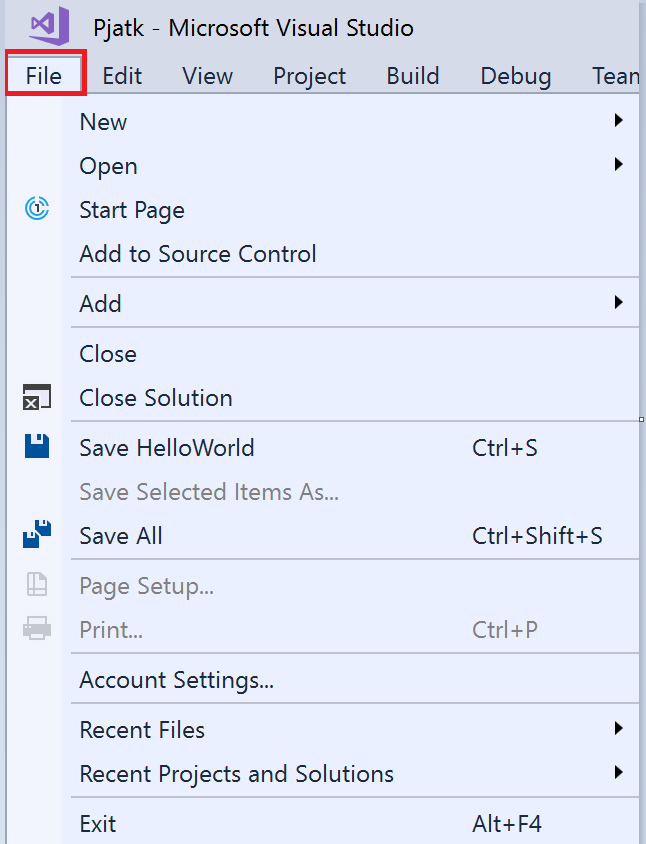 Pjatk - Microsoft Visual Studio
File Edit View Project Build Debug
New
Open
Start Page
Add to Source Control
Add
Close
Close Solution
Save HelloWorld Ctrl+S
Save Selected Items As...
Save All Ctrl+Shift+S
Page Setup...
Print... Ctrl+P
Account Settings...
Recent Files
Recent Projects and Solutions
Exit Alt+F4